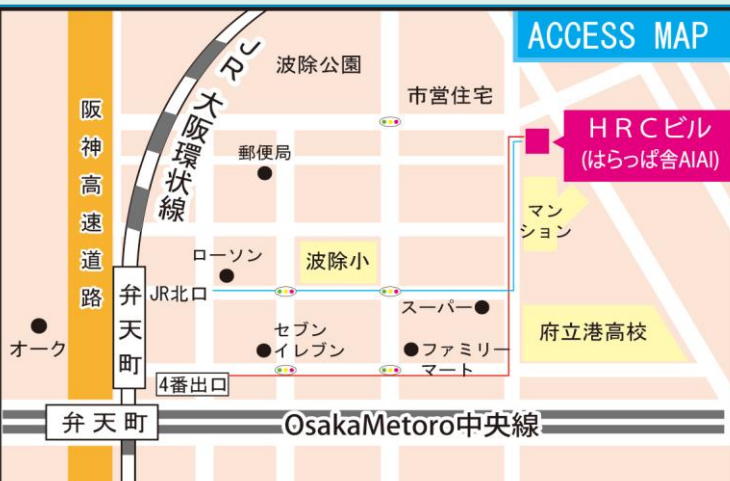 ACCESS MAP
JR 大阪環状線
波除公園
市営住宅
阪神高速道路
HRCビル
(はらっぱ舎AIAI)
郵便局
マン
ション
ローソン
波除小
弁天町
JR北口
スーパー
オーク
セブン
イレブン
ファミリー
マート
府立港高校
4番出口
弁天町
OsakaMetoro中央線